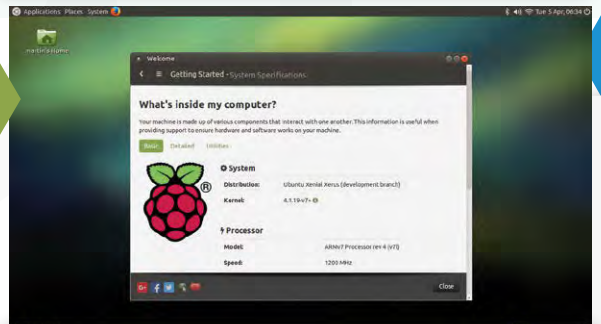 Applications Places System Tue 5 Apr, 06:34
martin's Home
Welcome
Getting Started - System Specifications
What's inside my computer?
Your machine is made up of various components that interact with one another. This information is useful when
providing support to ensure hardware and software works on your machine.
Basic Detailed Utilities
®
System
Distribution: Ubuntu Xenial Xerus (development branch)
Kernel: 4.1.19-v7+
Processor
Model: ARMv7 Processor rev 4 (v7l)
Speed: 1200 MHz
G+ f
Close